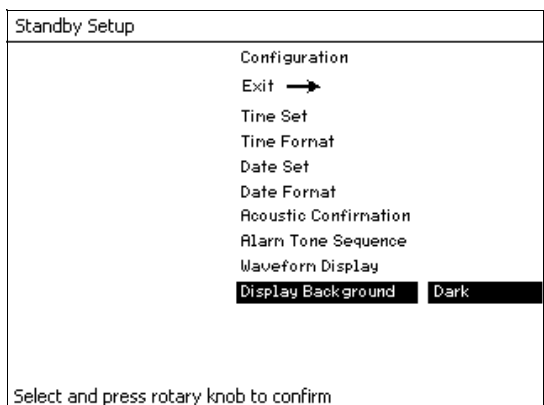 Standby Setup
Configuration
Exit
Time Set
Time Format
Date Set
Date Format
Acoustic Confirmation
Alarm Tone Sequence
Waveform Display
Display Background Dark
Select and press rotary knob to confirm